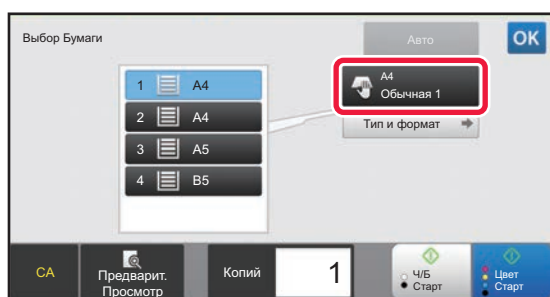 Выбор Бумаги
Авто
OK
1 A4
2 A4
3 A5
4 B5
A4
Обычная 1
Тип и формат
CA
Предварит.
Просмотр
Копий
1
Ч/Б
Старт
Цвет
Старт